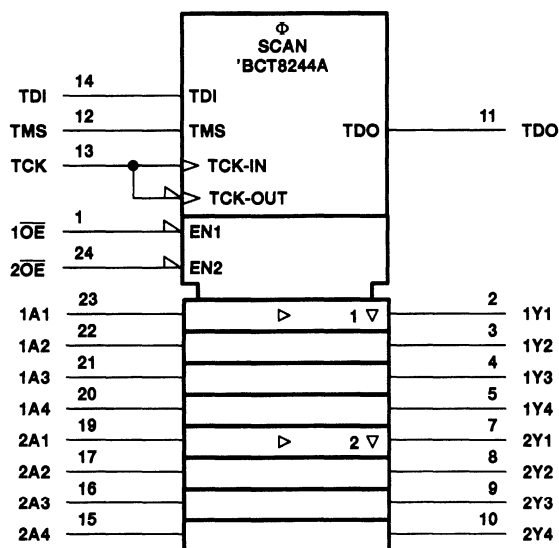 Φ
SCAN
'BCT8244A
TDI 14 TDI
TMS 12 TMS TDO 11 TDO
TCK 13 TCK-IN
TCK-OUT
1O̅E̅ 1 EN1
2O̅E̅ 24 EN2
1A1 23 ▷ 1 ▽ 2 1Y1
1A2 22 3 1Y2
1A3 21 4 1Y3
1A4 20 5 1Y4
2A1 19 ▷ 2 ▽ 7 2Y1
2A2 17 8 2Y2
2A3 16 9 2Y3
2A4 15 10 2Y4